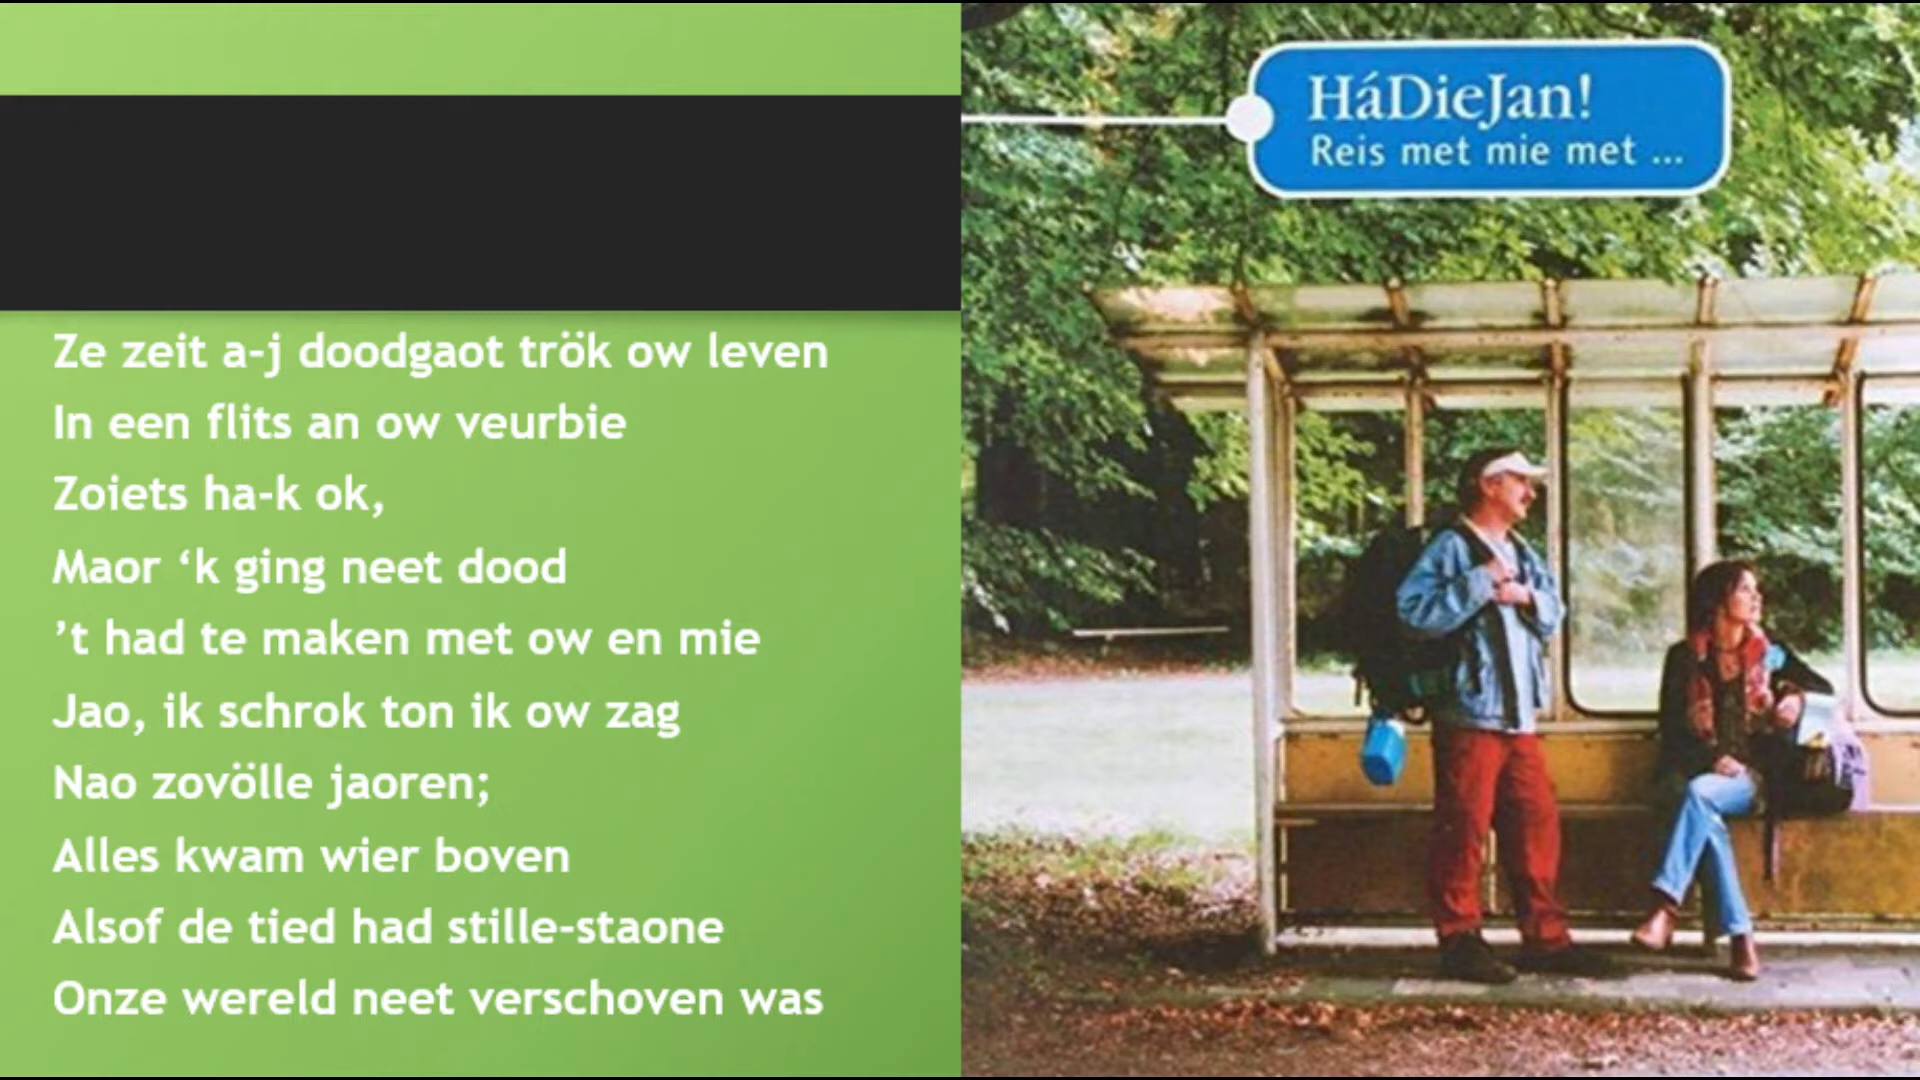 Ze zeit a-j doodgaot trök ow leven
In een flits an ow veurbie
Zoiets ha-k ok,
Maor ‘k ging neet dood
’t had te maken met ow en mie
Jao, ik schrok ton ik ow zag
Nao zovölle jaoren;
Alles kwam wier boven
Alsof de tied had stille-staone
Onze wereld neet verschoven was
HáDieJan!
Reis met mie met ...